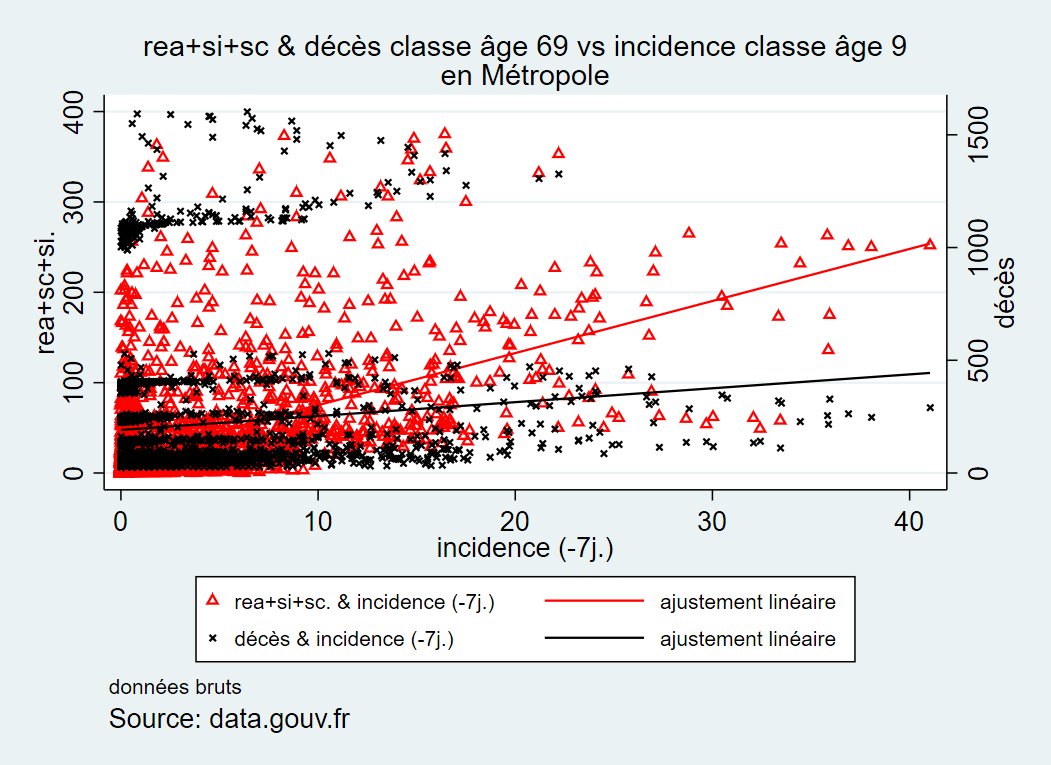 rea+si+sc & décès classe âge 69 vs incidence classe âge 9
en Métropole
400
300
200
100
0
rea+sc+si.
1500
1000
500
0
décès
0 10 20 30 40
incidence (-7j.)
rea+si+sc. & incidence (-7j.) ajustement linéaire
décès & incidence (-7j.) ajustement linéaire
données bruts
Source: data.gouv.fr